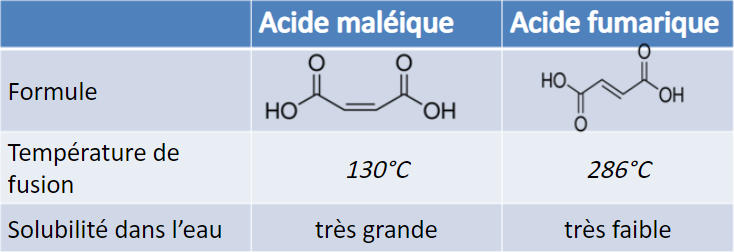 Acide maléique Acide fumarique
Formule
O O
HO OH
O
HO
OH
O
Température de
fusion
130°C 286°C
Solubilité dans l'eau très grande très faible